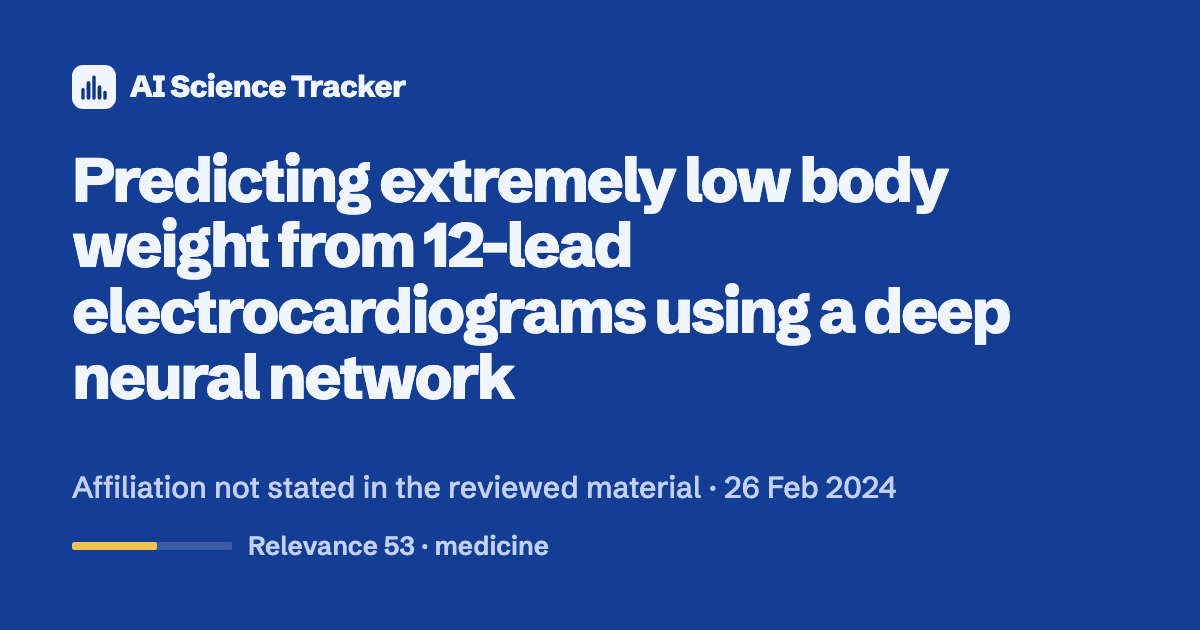 AI Science Tracker
Predicting extremely low body
weight from 12-lead
electrocardiograms using a deep
neural network
Affiliation not stated in the reviewed material · 26 Feb 2024
Relevance 53 · medicine